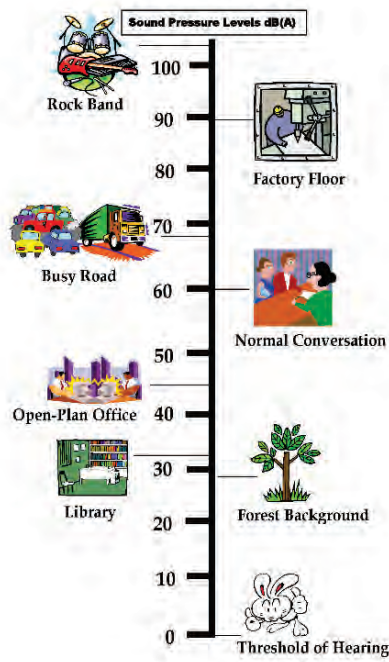 Sound Pressure Levels dB(A)
100
Rock Band
90
Factory Floor
80
70
Busy Road
60
Normal Conversation
50
Open-Plan Office
40
30
Library
Forest Background
20
10
0
Threshold of Hearing